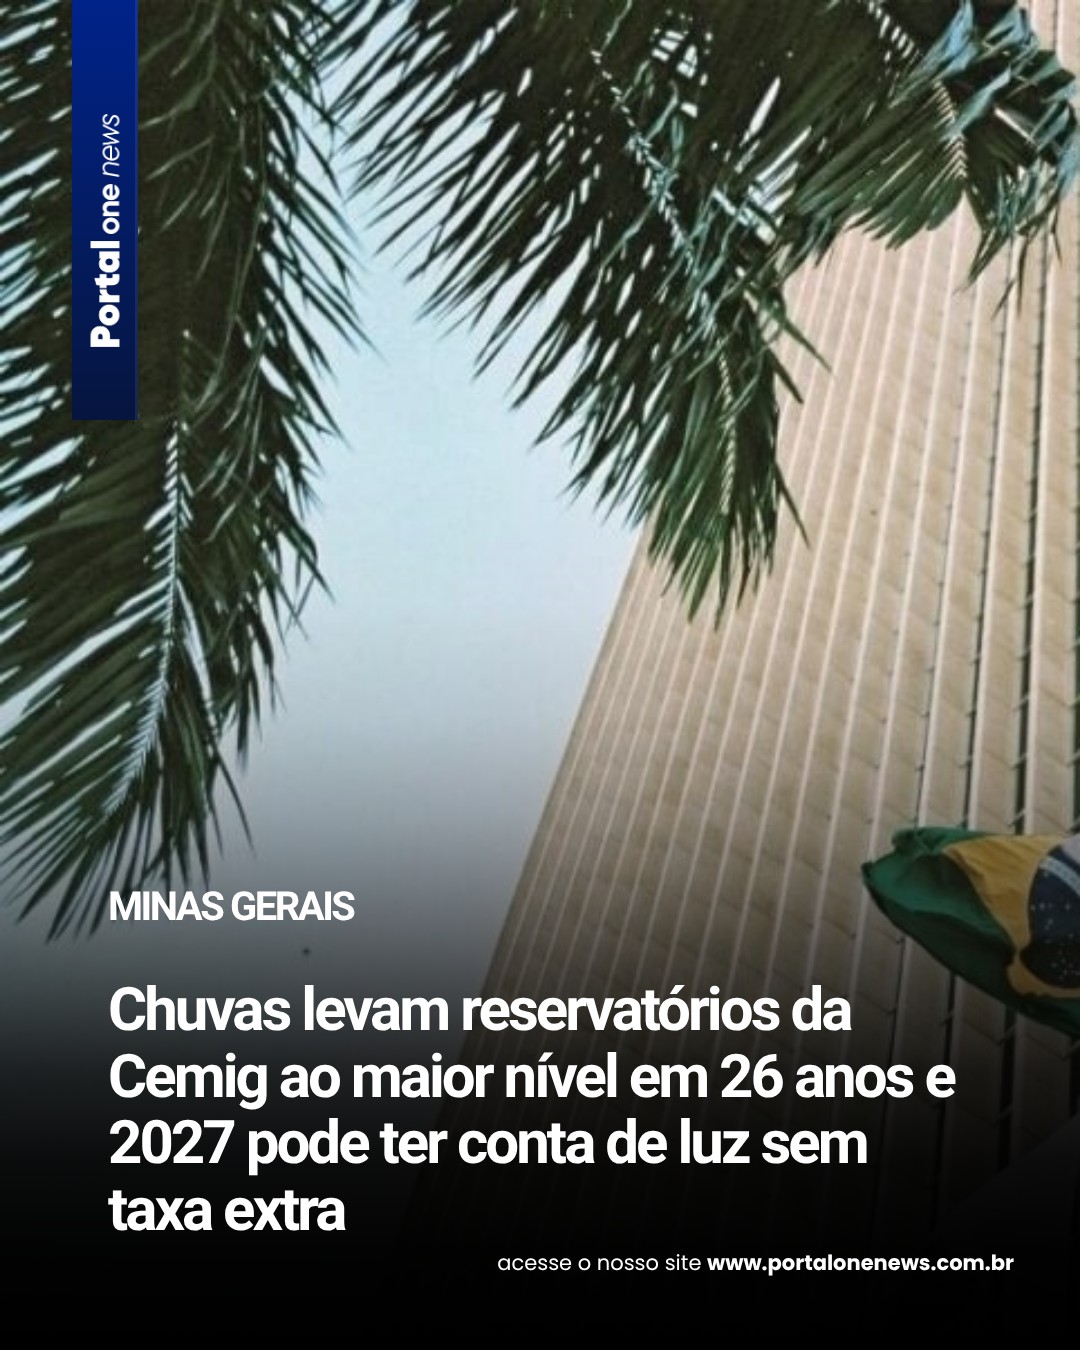 Portal one news
MINAS GERAIS
Chuvas levam reservatórios da
Cemig ao maior nível em 26 anos e
2027 pode ter conta de luz sem
taxa extra
acesse o nosso site www.portalonenews.com.br